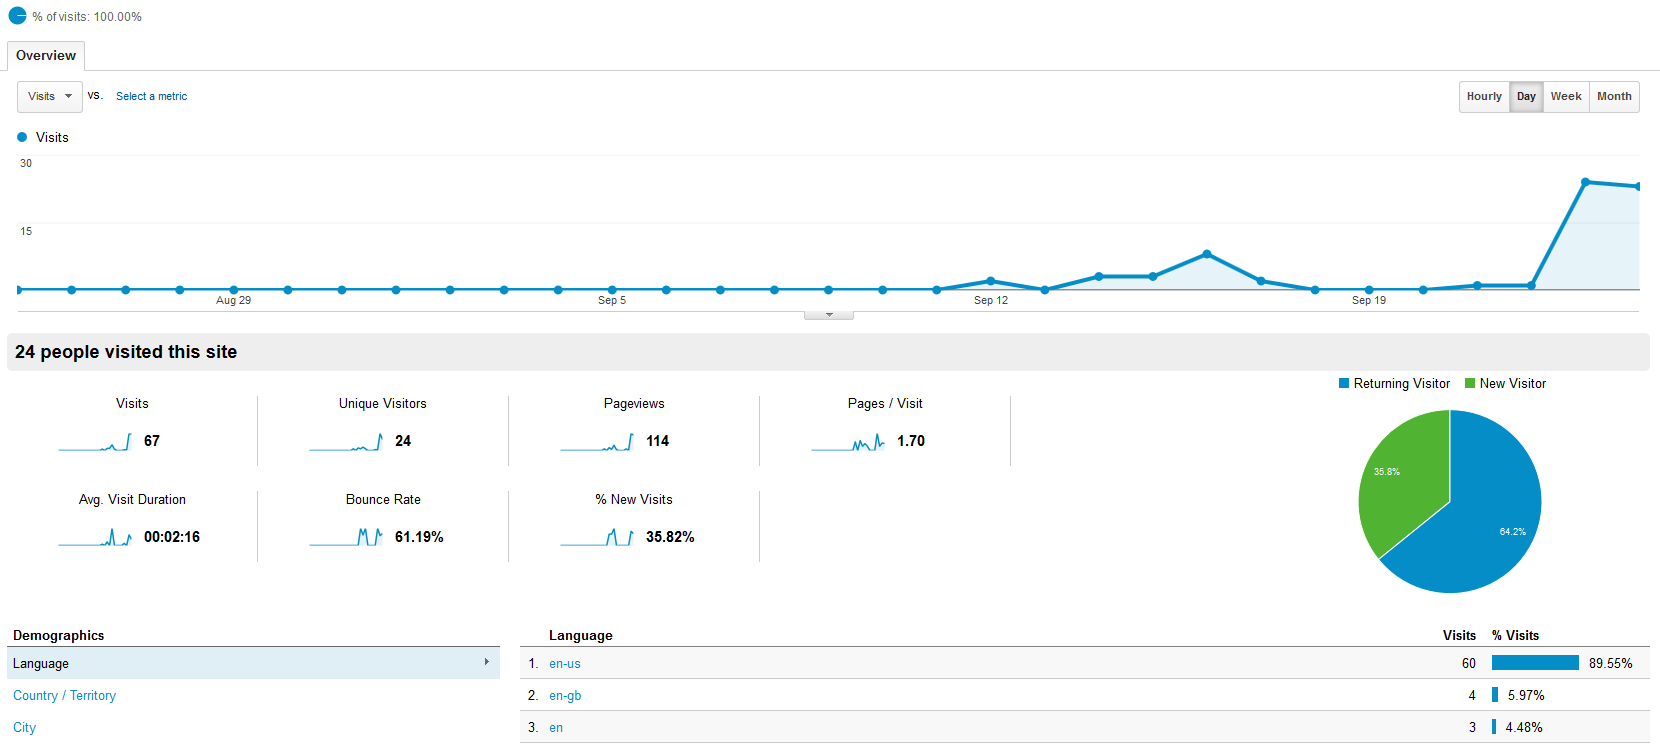 % of visits: 100.00%
Overview
Visits vs. Select a metric
Hourly Day Week Month
Visits
30
15
Aug 29 Sep 5 Sep 12 Sep 19
24 people visited this site
Returning Visitor New Visitor
Visits Unique Visitors Pageviews Pages / Visit
67 24 114 1.70
35.8%
64.2%
Avg. Visit Duration Bounce Rate % New Visits
00:02:16 61.19% 35.82%
Demographics
Language
Country / Territory
City
Language Visits % Visits
1. en-us 60 89.55%
2. en-gb 4 5.97%
3. en 3 4.48%